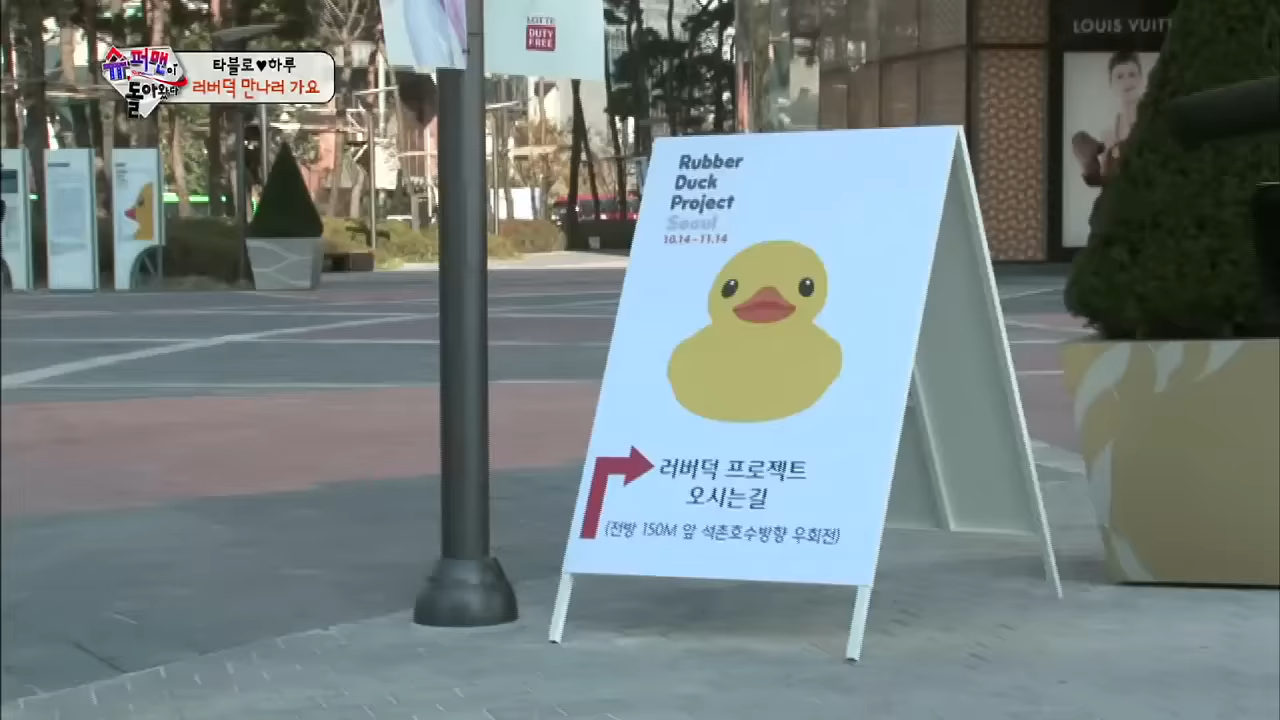 슈퍼맨이
돌아왔다
타블로♥하루
러버덕 만나러 가요
LOTTE
DUTY
FREE
LOUIS VUITT
Rubber
Duck
Project
Seoul
10.14-11.14
러버덕 프로젝트
오시는길
(전방 150M 앞 석촌호수방향 우회전)